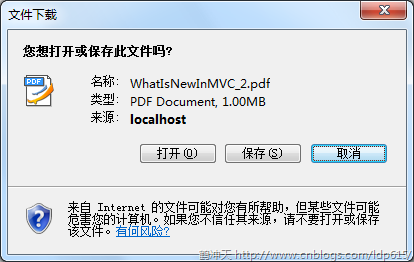 文件下载
您想打开或保存此文件吗?
PDF
名称: WhatIsNewInMVC_2.pdf
类型: PDF Document, 1.00MB
来源: localhost
打开(O) 保存(S) 取消
来自 Internet 的文件可能对您有所帮助，但某些文件可能
危害您的计算机。如果您不信任其来源，请不要打开或保存
该文件。有何风险?
鹤冲天 http://www.cnblogs.com/ldp615/